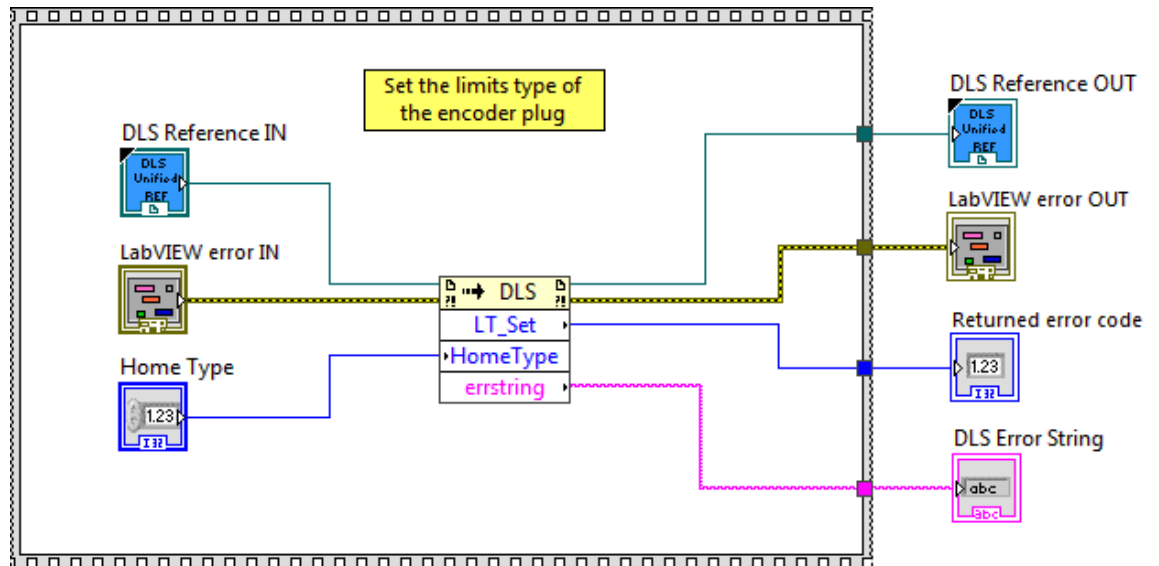 Set the limits type of
the encoder plug
DLS Reference IN
DLS
Unified
REF
LabVIEW error IN
Home Type
1.23
I32
DLS
LT_Set
HomeType
errstring
DLS Reference OUT
DLS
Unified
REF
LabVIEW error OUT
Returned error code
1.23
I32
DLS Error String
abc
abc